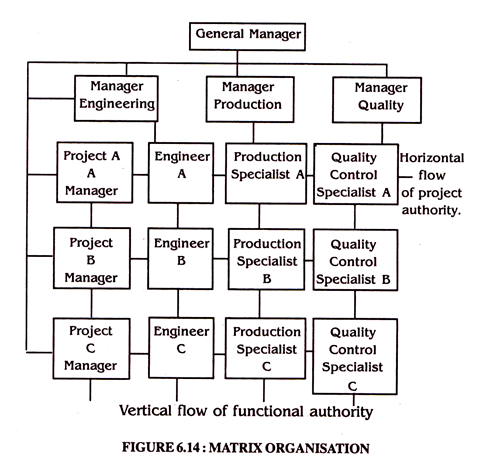 General Manager
Manager
Engineering
Manager
Production
Manager
Quality
Project A
A
Manager
Engineer
A
Production
Specialist A
Quality
Control
Specialist A
Horizontal
flow
of project
authority.
Project
B
Manager
Engineer
B
Production
Specialist
B
Quality
Control
Specialist B
Project
C
Manager
Engineer
C
Production
Specialist
C
Quality
Control
Specialist
C
Vertical flow of functional authority
FIGURE 6.14 : MATRIX ORGANISATION